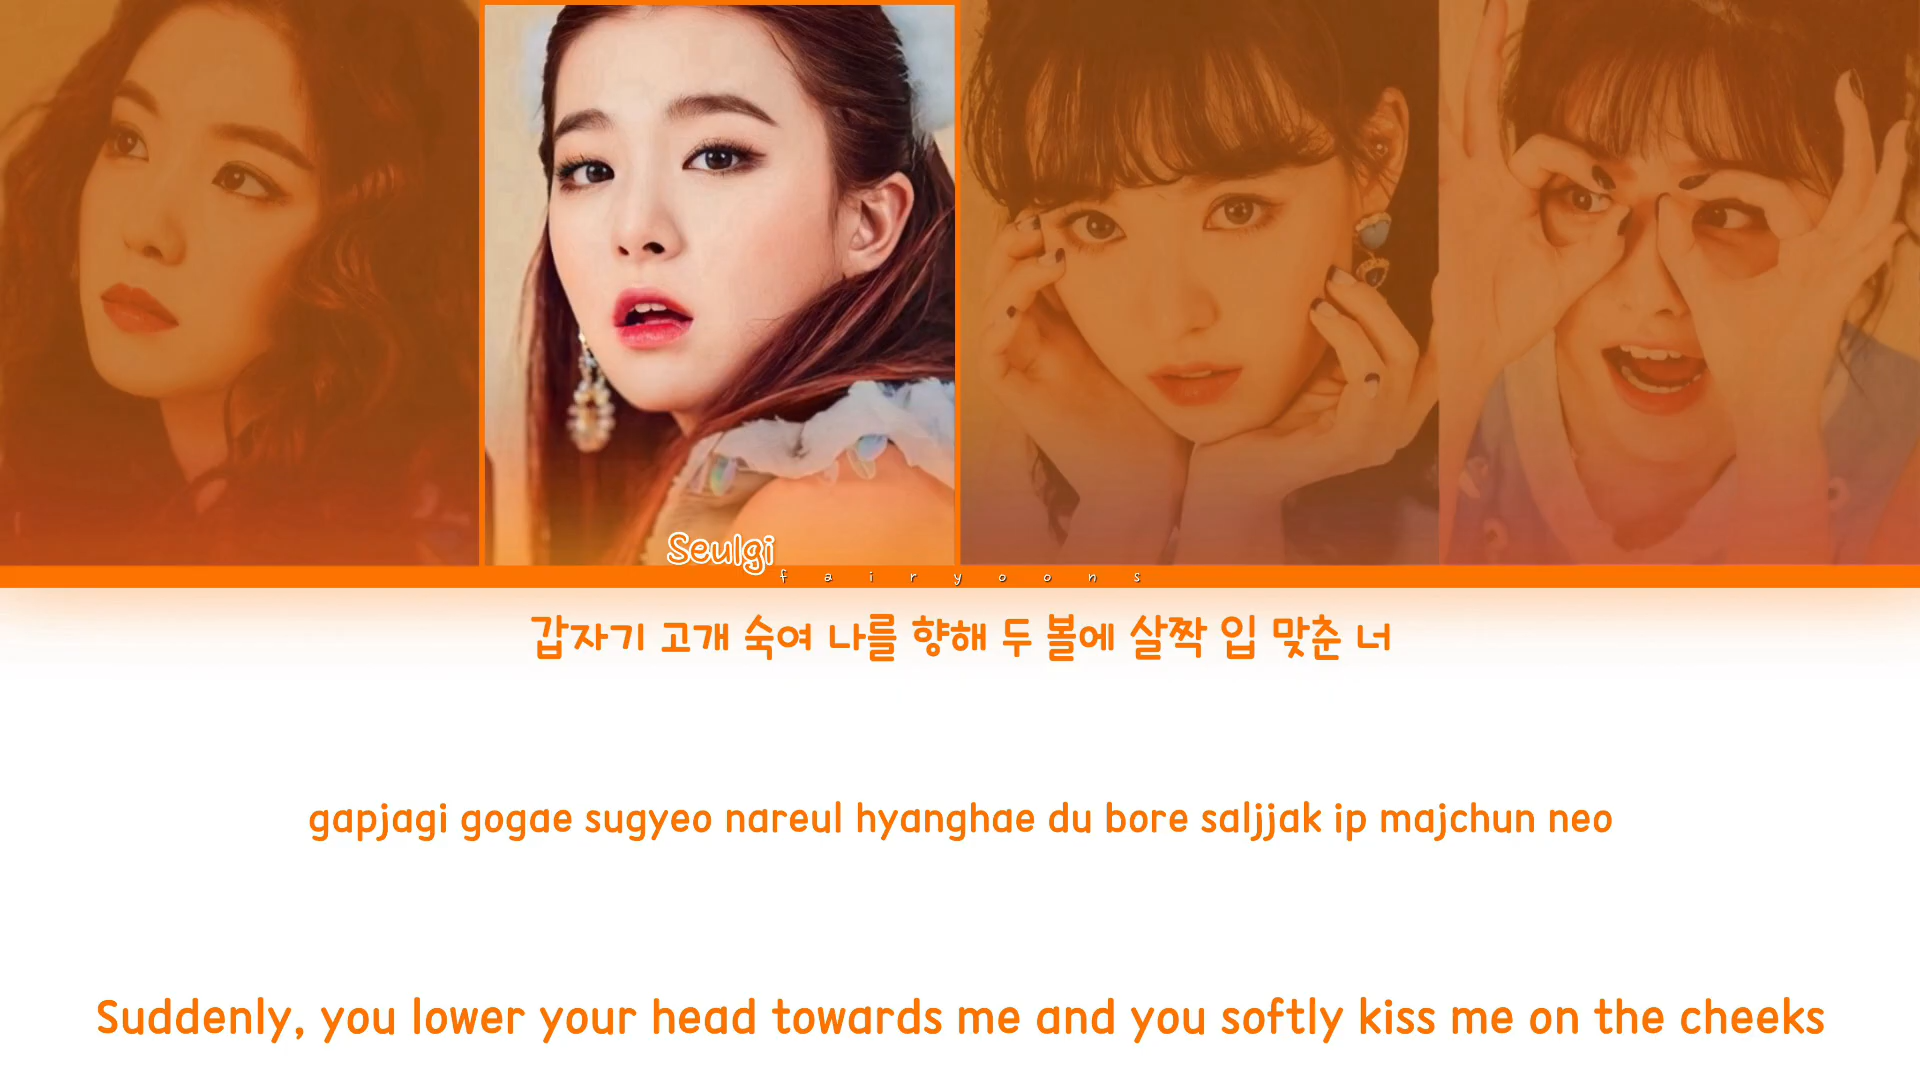 Seulgi
fairyoons
갑자기 고개 숙여 나를 향해 두 볼에 살짝 입 맞춘 너
gapjagi gogae sugyeo nareul hyanghae du bore saljjak ip majchun neo
Suddenly, you lower your head towards me and you softly kiss me on the cheeks